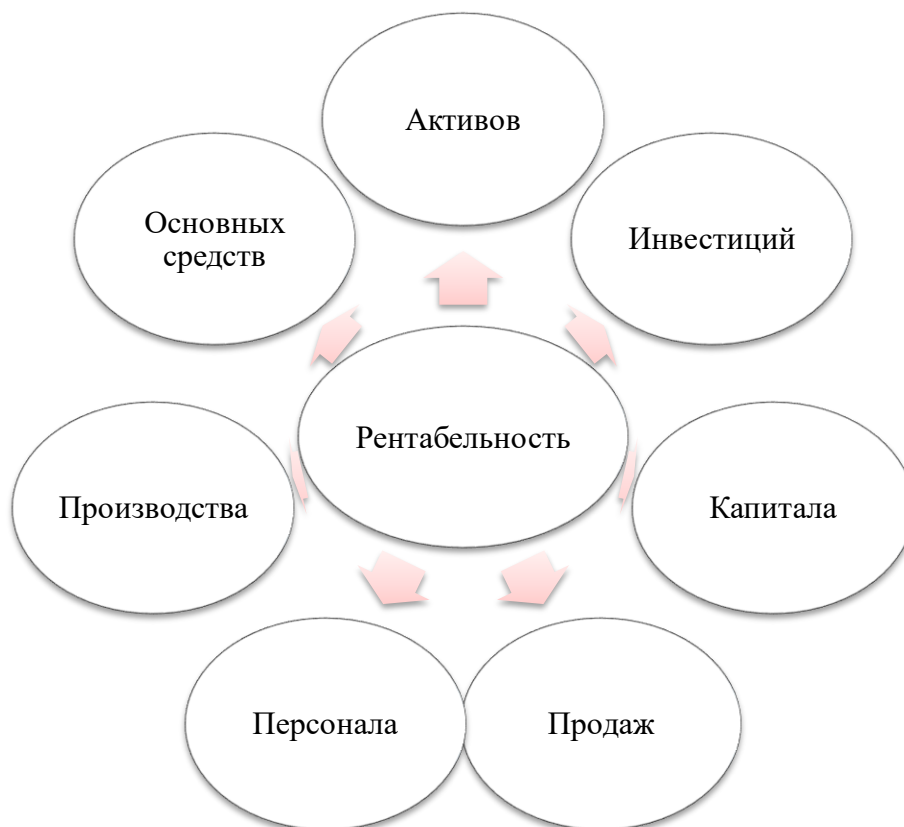 Активов
Основных
средств
Инвестиций
Рентабельность
Производства
Капитала
Персонала
Продаж